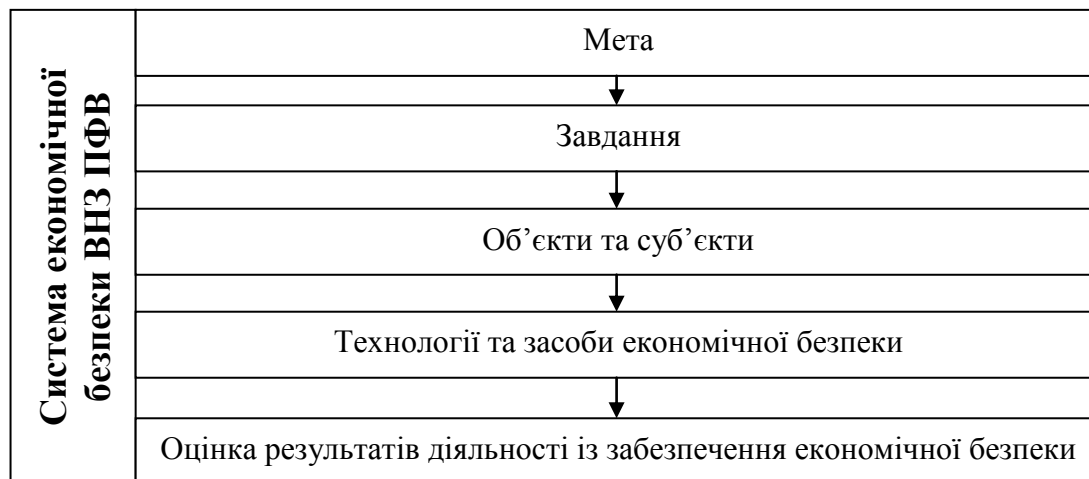 Система економічної
безпеки ВНЗ ПФВ
Мета
Завдання
Об’єкти та суб’єкти
Технології та засоби економічної безпеки
Оцінка результатів діяльності із забезпечення економічної безпеки